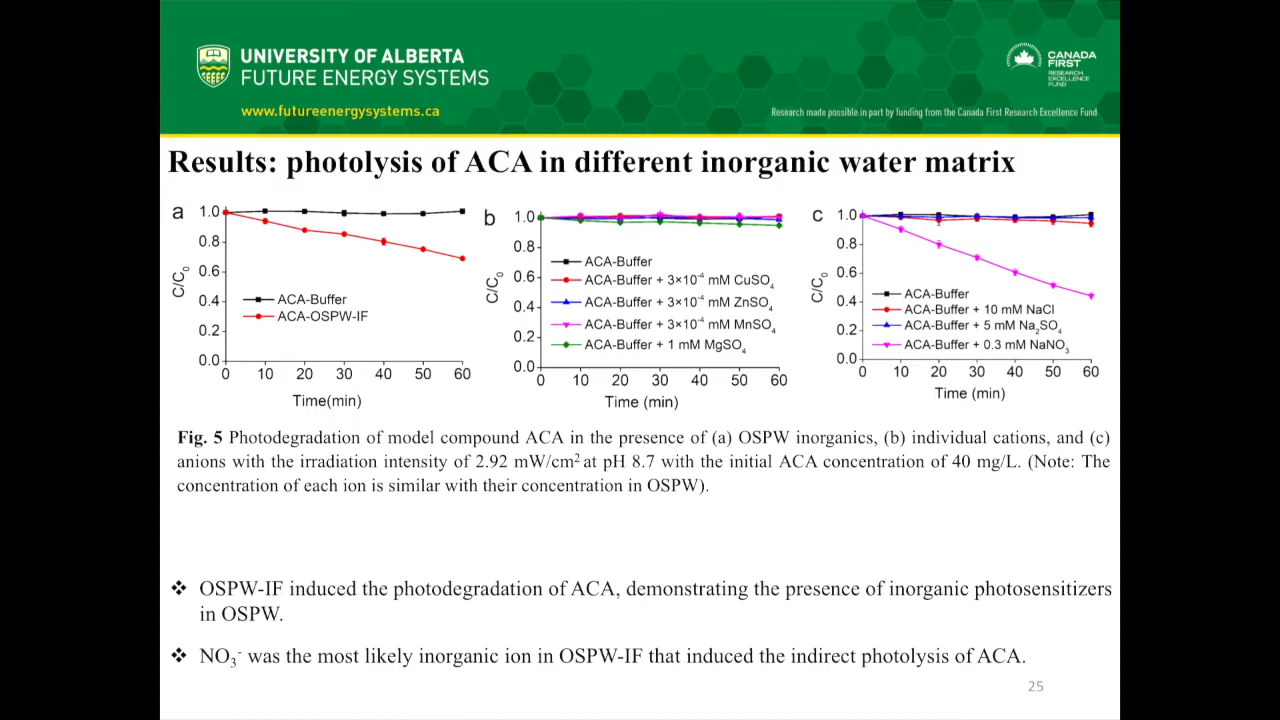 UNIVERSITY OF ALBERTA
FUTURE ENERGY SYSTEMS
www.futureenergysystems.ca
CANADA
FIRST
RESEARCH
EXCELLENCE
FUND
Research made possible in part by funding from the Canada First Research Excellence Fund
Results: photolysis of ACA in different inorganic water matrix
a
1.0
0.8
0.6
0.4
0.2
0.0
C/C₀
ACA-Buffer
ACA-OSPW-IF
0 10 20 30 40 50 60
Time(min)
b
1.0
0.8
0.6
0.4
0.2
0.0
C/C₀
ACA-Buffer
ACA-Buffer + 3×10⁻⁴ mM CuSO₄
ACA-Buffer + 3×10⁻⁴ mM ZnSO₄
ACA-Buffer + 3×10⁻⁴ mM MnSO₄
ACA-Buffer + 1 mM MgSO₄
0 10 20 30 40 50 60
Time (min)
c
1.0
0.8
0.6
0.4
0.2
0.0
C/C₀
ACA-Buffer
ACA-Buffer + 10 mM NaCl
ACA-Buffer + 5 mM Na₂SO₄
ACA-Buffer + 0.3 mM NaNO₃
0 10 20 30 40 50 60
Time (min)
Fig. 5 Photodegradation of model compound ACA in the presence of (a) OSPW inorganics, (b) individual cations, and (c)
anions with the irradiation intensity of 2.92 mW/cm² at pH 8.7 with the initial ACA concentration of 40 mg/L. (Note: The
concentration of each ion is similar with their concentration in OSPW).
❖ OSPW-IF induced the photodegradation of ACA, demonstrating the presence of inorganic photosensitizers
in OSPW.
❖ NO₃⁻ was the most likely inorganic ion in OSPW-IF that induced the indirect photolysis of ACA.
25